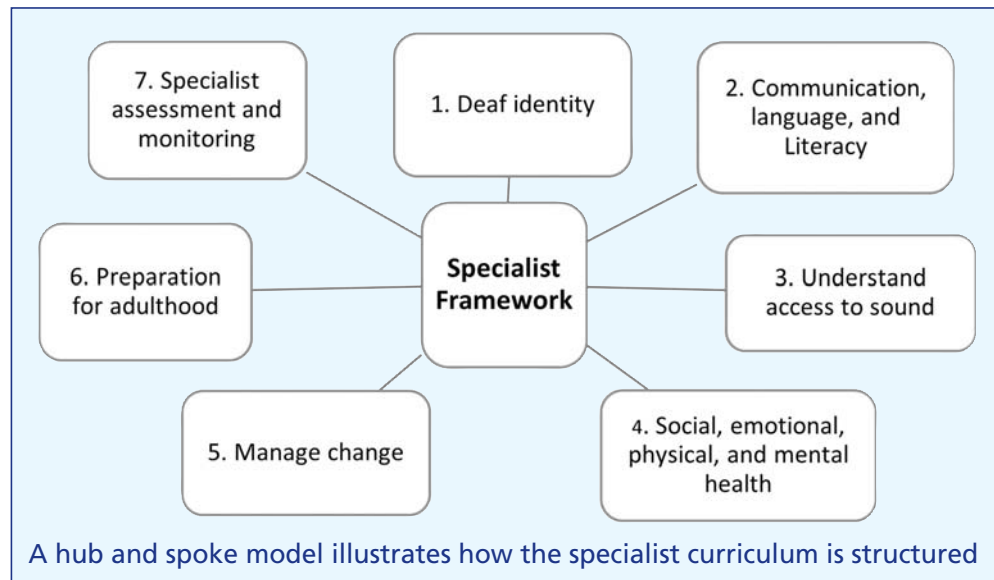 7. Specialist
assessment and
monitoring
1. Deaf identity
2. Communication,
language, and
Literacy
6. Preparation
for adulthood
Specialist
Framework
3. Understand
access to sound
5. Manage change
4. Social, emotional,
physical, and mental
health
A hub and spoke model illustrates how the specialist curriculum is structured